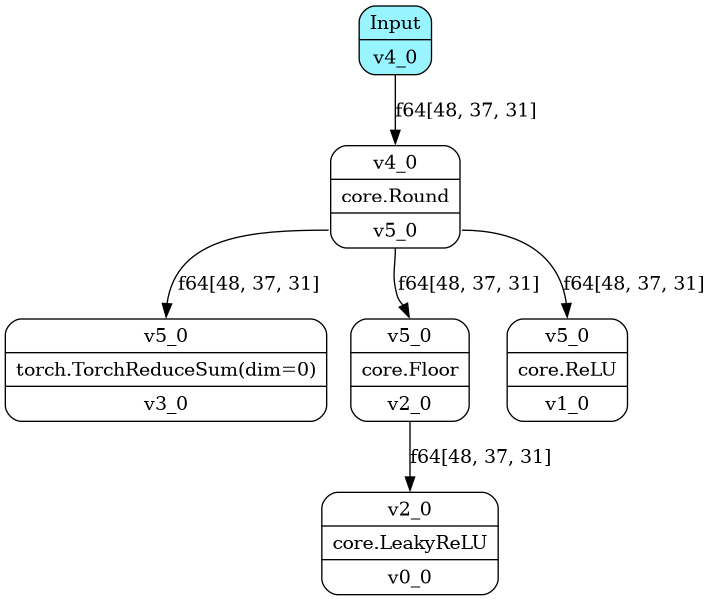 Input
v4_0
f64[48, 37, 31]
v4_0
core.Round
v5_0
f64[48, 37, 31]
f64[48, 37, 31]
f64[48, 37, 31]
v5_0
torch.TorchReduceSum(dim=0)
v3_0
v5_0
core.Floor
v2_0
v5_0
core.ReLU
v1_0
f64[48, 37, 31]
v2_0
core.LeakyReLU
v0_0